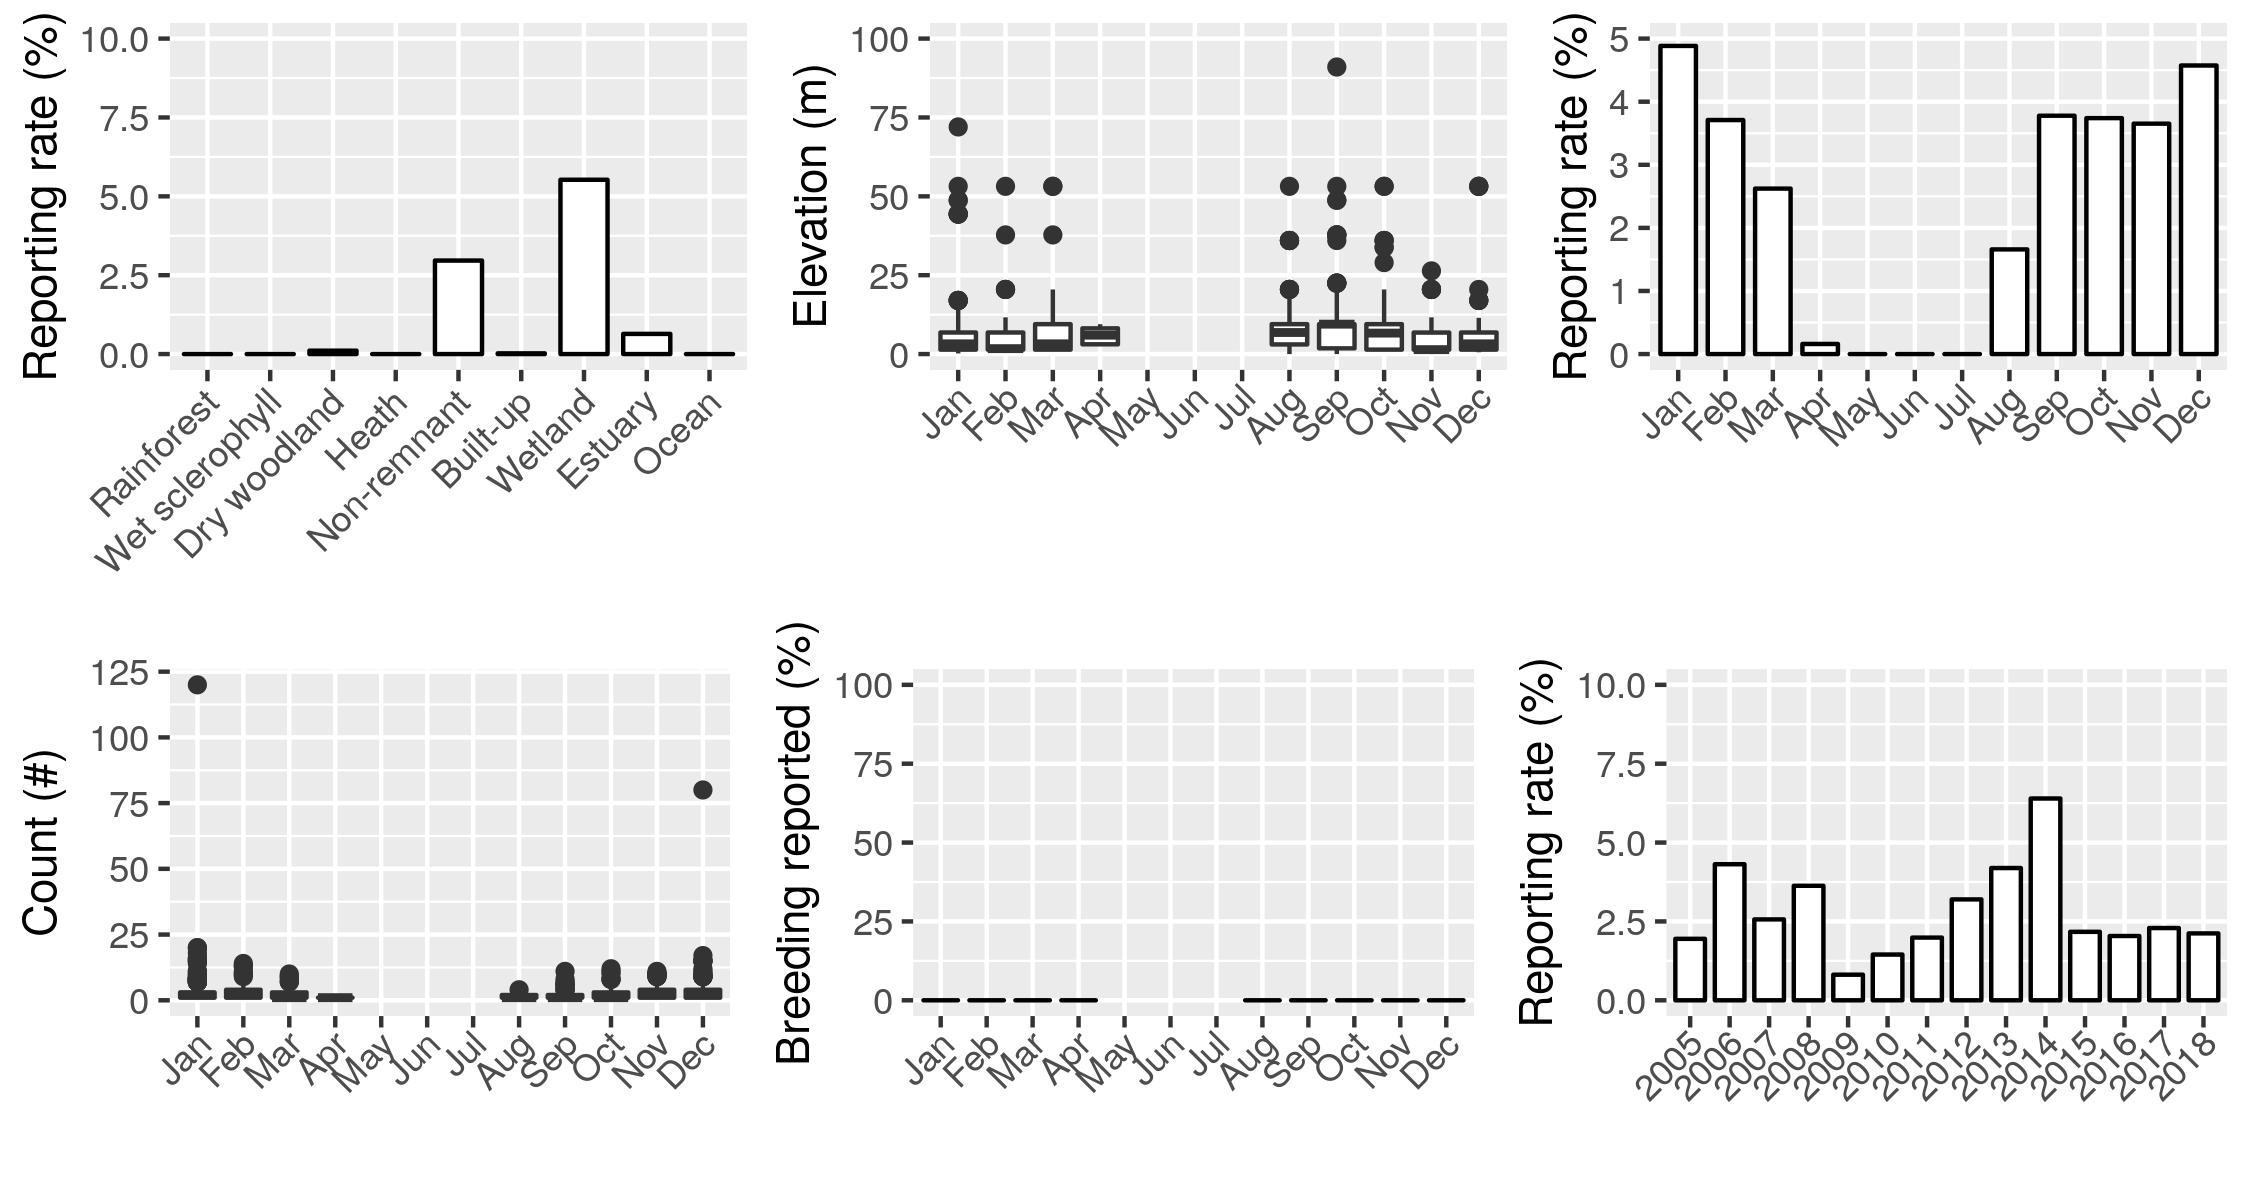 Reporting rate (%)
10.0
7.5
5.0
2.5
0.0
Rainforest
Wet sclerophyll
Dry woodland
Heath
Non-remnant
Built-up
Wetland
Estuary
Ocean
Elevation (m)
100
75
50
25
0
Jan
Feb
Mar
Apr
May
Jun
Jul
Aug
Sep
Oct
Nov
Dec
Reporting rate (%)
5
4
3
2
1
0
Jan
Feb
Mar
Apr
May
Jun
Jul
Aug
Sep
Oct
Nov
Dec
Count (#)
125
100
75
50
25
0
Jan
Feb
Mar
Apr
May
Jun
Jul
Aug
Sep
Oct
Nov
Dec
Breeding reported (%)
100
75
50
25
0
Jan
Feb
Mar
Apr
May
Jun
Jul
Aug
Sep
Oct
Nov
Dec
Reporting rate (%)
10.0
7.5
5.0
2.5
0.0
2005
2006
2007
2008
2009
2010
2011
2012
2013
2014
2015
2016
2017
2018